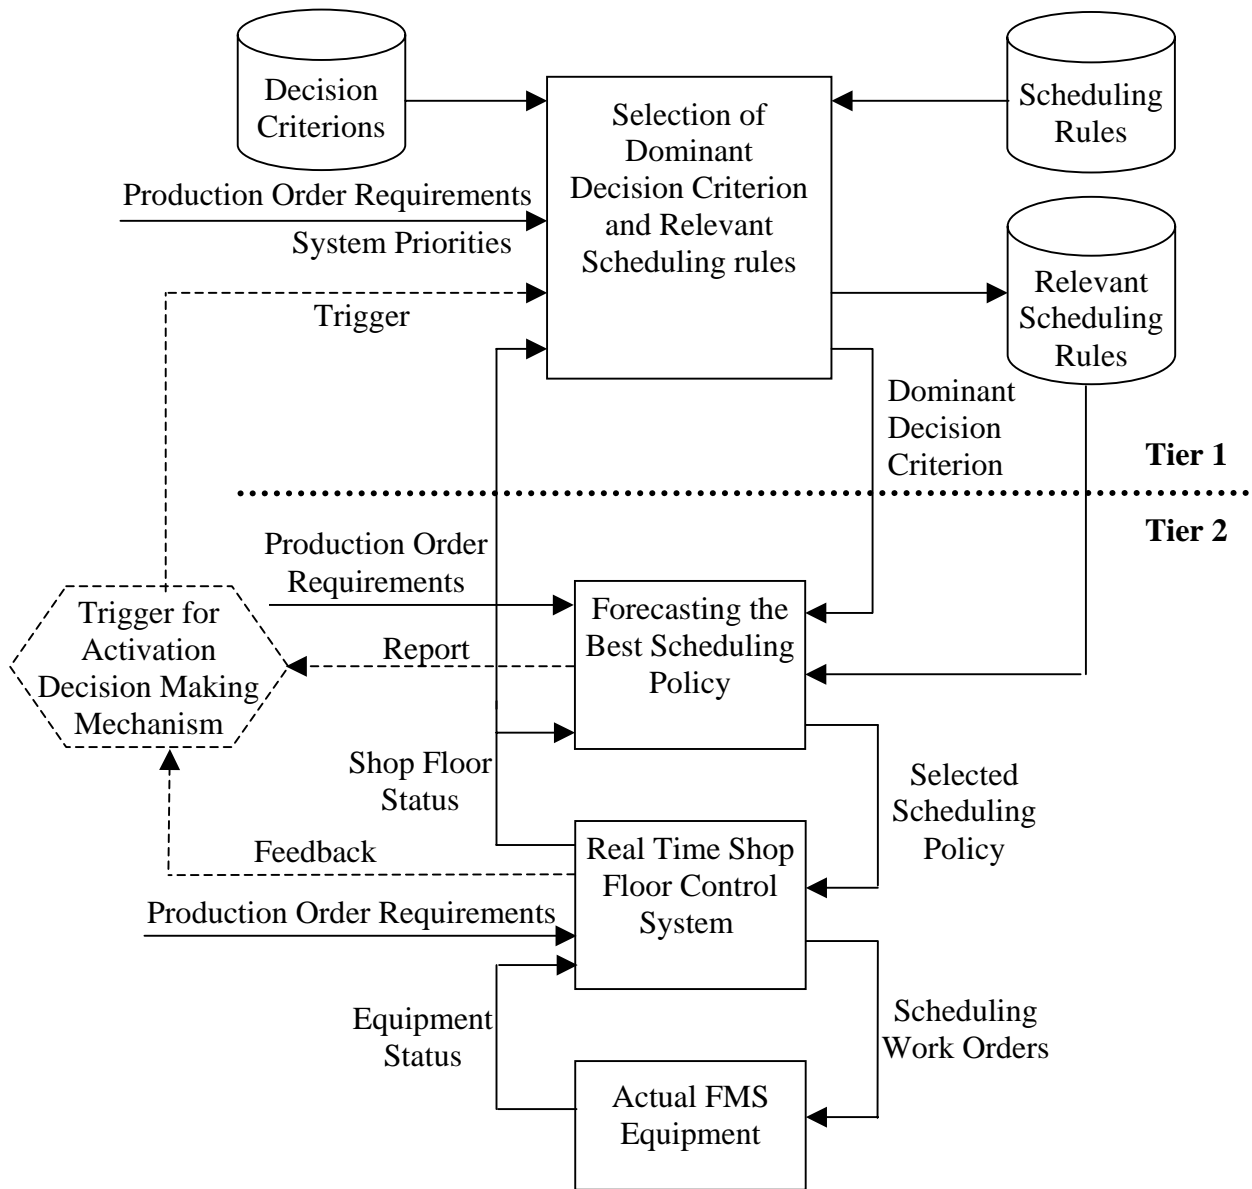 Decision
Criterions
Selection of
Dominant
Decision Criterion
and Relevant
Scheduling rules
Scheduling
Rules
Production Order Requirements
System Priorities
Trigger
Relevant
Scheduling
Rules
Dominant
Decision
Criterion
Tier 1
Tier 2
Production Order
Requirements
Trigger for
Activation
Decision Making
Mechanism
Report
Forecasting the
Best Scheduling
Policy
Shop Floor
Status
Selected
Scheduling
Policy
Feedback
Real Time Shop
Floor Control
System
Production Order Requirements
Equipment
Status
Scheduling
Work Orders
Actual FMS
Equipment